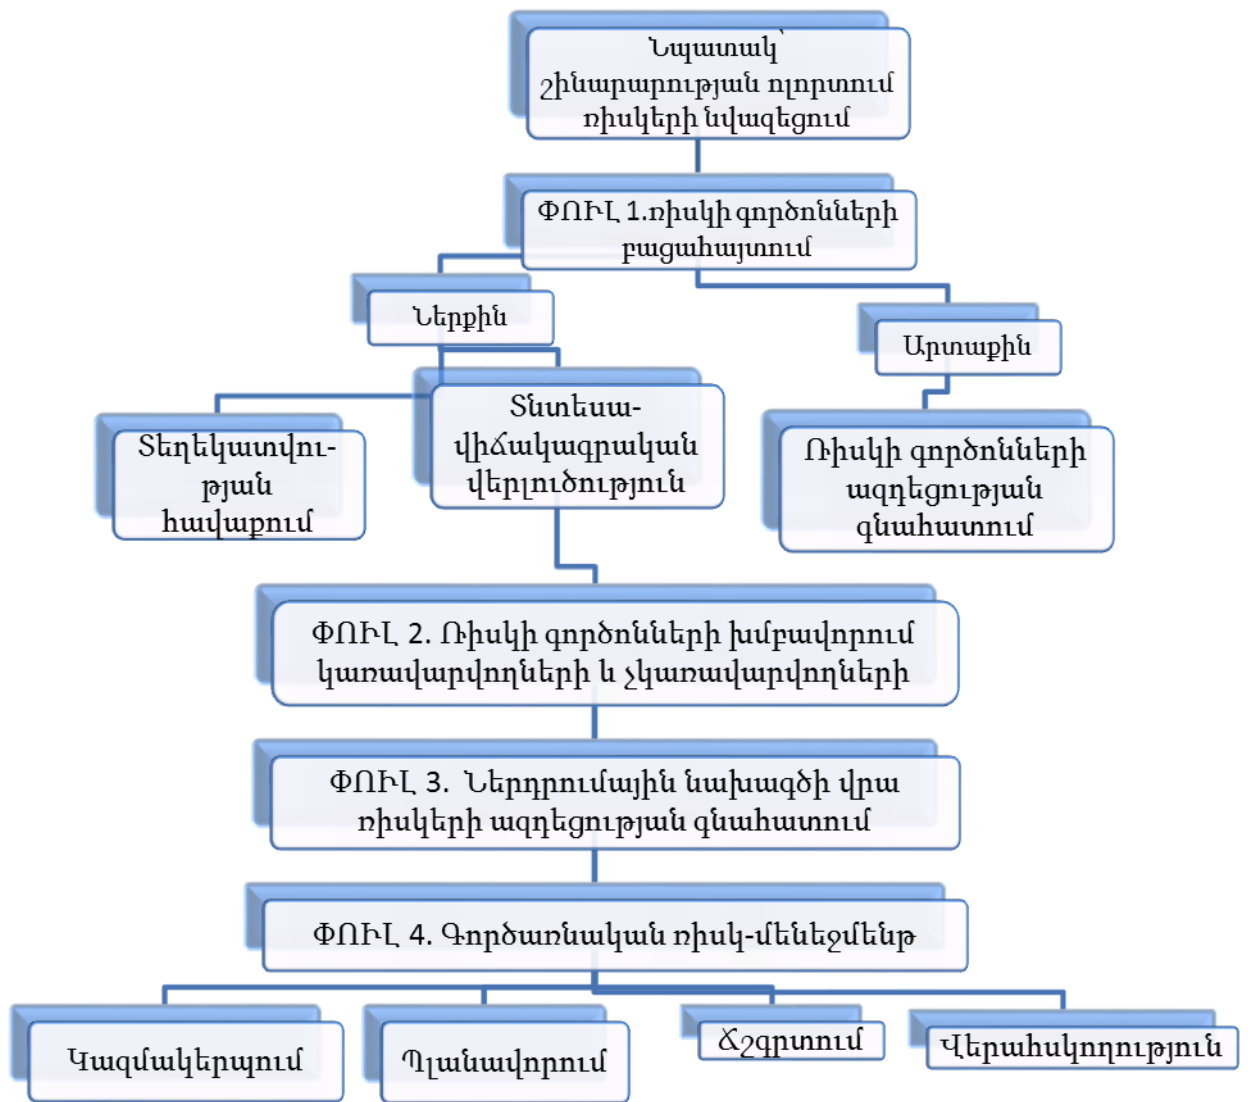 Նպատակ՝
շինարարության ոլորտում
ռիսկերի նվազեցում
ՓՈՒԼ 1.ռիսկի գործոնների
բացահայտում
Ներքին
Արտաքին
Տեղեկատվու-
թյան
հավաքում
Տնտեսա-
վիճակագրական
վերլուծություն
Ռիսկի գործոնների
ազդեցության
գնահատում
ՓՈՒԼ 2. Ռիսկի գործոնների խմբավորում
կառավարվողների և չկառավարվողների
ՓՈՒԼ 3. Ներդրումային նախագծի վրա
ռիսկերի ազդեցության գնահատում
ՓՈՒԼ 4. Գործառնական ռիսկ-մենեջմենթ
Կազմակերպում
Պլանավորում
Ճշգրտում
Վերահսկողություն